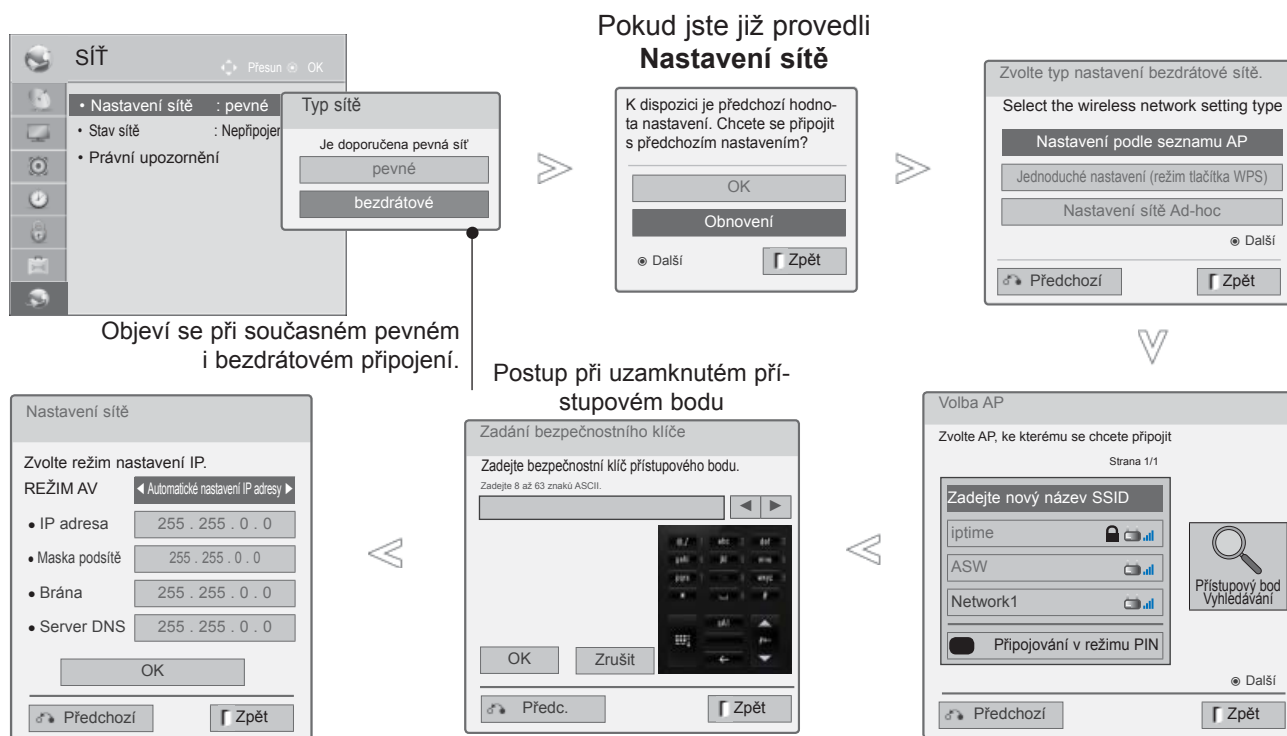 SÍŤ
Přesun OK
• Nastavení sítě : pevné
• Stav sítě : Nepřipojen
• Právní upozornění
Typ sítě
Je doporučena pevná síť
pevné
bezdrátové
Objeví se při současném pevném
i bezdrátovém připojení.
Pokud jste již provedli
Nastavení sítě
K dispozici je předchozí hodno-
ta nastavení. Chcete se připojit
s předchozím nastavením?
OK
Obnovení
Další
Zpět
Zvolte typ nastavení bezdrátové sítě.
Select the wireless network setting type
Nastavení podle seznamu AP
Jednoduché nastavení (režim tlačítka WPS)
Nastavení sítě Ad-hoc
Další
Předchozí
Zpět
Volba AP
Zvolte AP, ke kterému se chcete připojit
Strana 1/1
Zadejte nový název SSID
iptime
ASW
Network1
Připojování v režimu PIN
Přístupový bod
Vyhledávání
Další
Předchozí
Zpět
Postup při uzamknutém pří-
stupovém bodu
Zadání bezpečnostního klíče
Zadejte bezpečnostní klíč přístupového bodu.
Zadejte 8 až 63 znaků ASCII.
OK
Zrušit
Předc.
Zpět
Nastavení sítě
Zvolte režim nastavení IP.
REŽIM AV ◀ Automatické nastavení IP adresy ▶
• IP adresa 255 . 255 . 0 . 0
• Maska podsítě 255 . 255 . 0 . 0
• Brána 255 . 255 . 0 . 0
• Server DNS 255 . 255 . 0 . 0
OK
Předchozí
Zpět